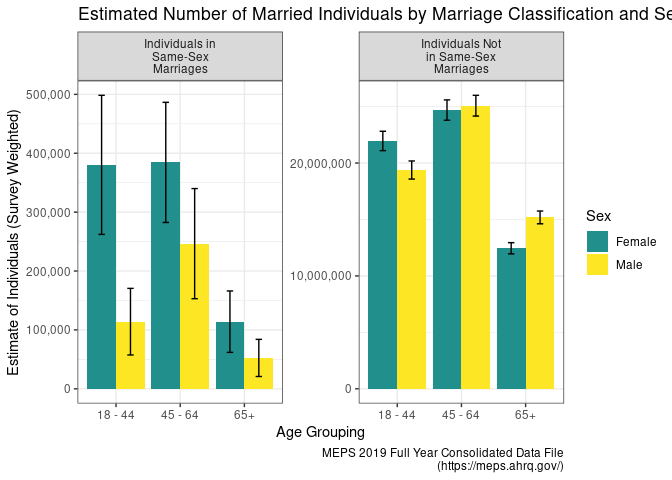 Estimated Number of Married Individuals by Marriage Classification and Se
Individuals in
Same-Sex
Marriages
Individuals Not
in Same-Sex
Marriages
Estimate of Individuals (Survey Weighted)
500,000
400,000
300,000
200,000
100,000
0
20,000,000
10,000,000
0
18 - 44
45 - 64
65+
18 - 44
45 - 64
65+
Age Grouping
Sex
Female
Male
MEPS 2019 Full Year Consolidated Data File
(https://meps.ahrq.gov/)